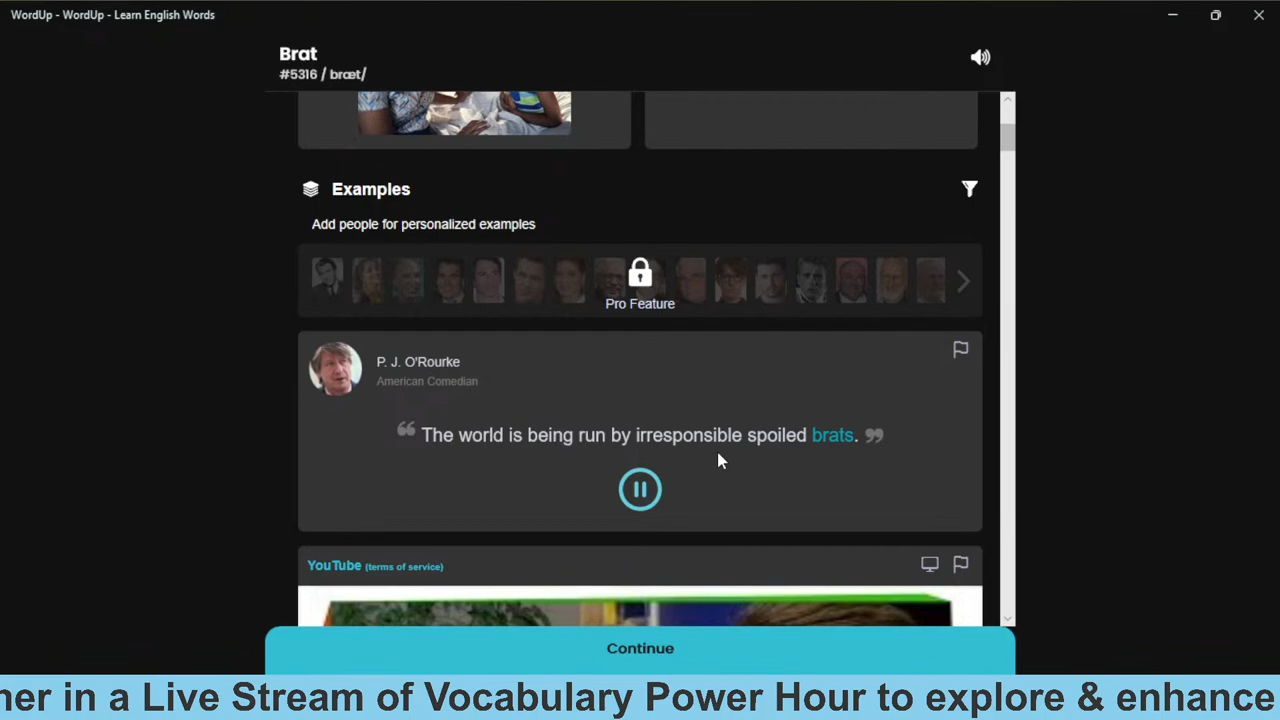 WordUp - WordUp - Learn English Words
Brat
#5316 / bræt/
Examples
Add people for personalized examples
Pro Feature
P. J. O'Rourke
American Comedian
❝ The world is being run by irresponsible spoiled brats. ❞
YouTube (terms of service)
Continue
ner in a Live Stream of Vocabulary Power Hour to explore & enhance